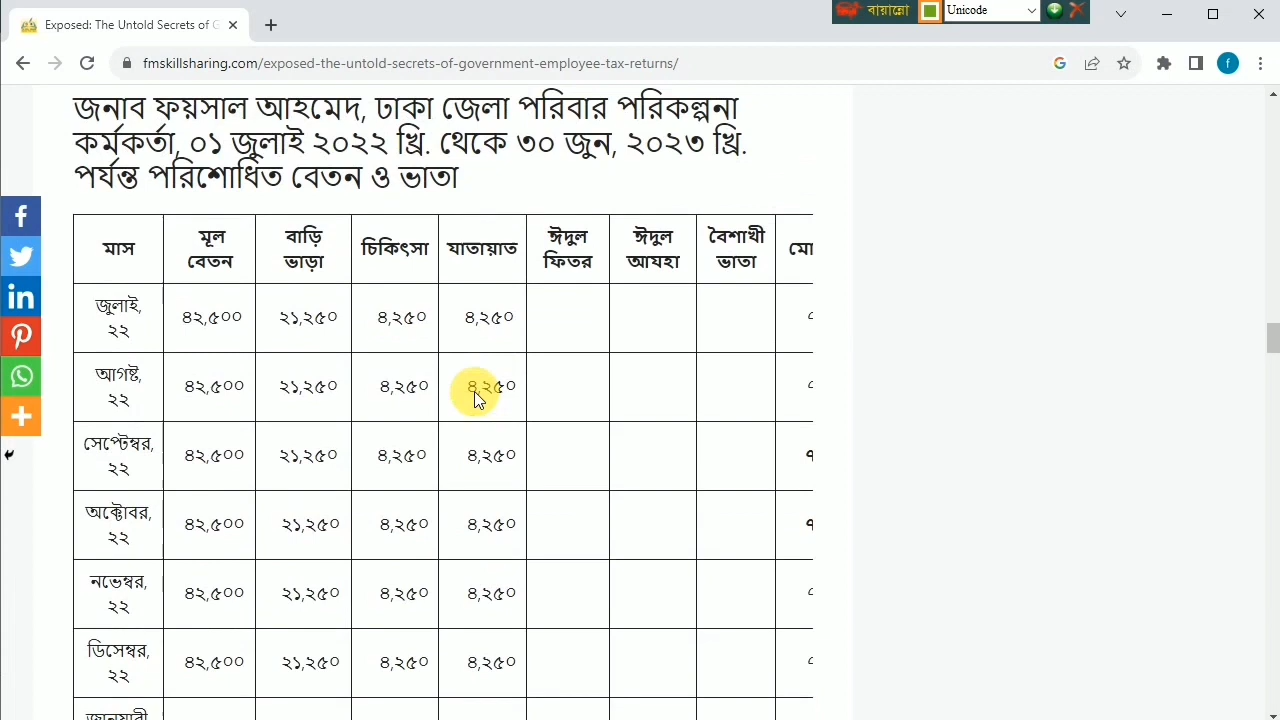 Exposed: The Untold Secrets of G
বায়ান্নো
Unicode
fmskillsharing.com/exposed-the-untold-secrets-of-government-employee-tax-returns/
জনাব ফয়সাল আহমেদ, ঢাকা জেলা পরিবার পরিকল্পনা
কর্মকর্তা, ০১ জুলাই ২০২২ খ্রি. থেকে ৩০ জুন, ২০২৩ খ্রি.
পর্যন্ত পরিশোধিত বেতন ও ভাতা
মাস মূল বেতন বাড়ি ভাড়া চিকিৎসা যাতায়াত ঈদুল ফিতর ঈদুল আযহা বৈশাখী ভাতা মো
জুলাই, ২২ ৪২,৫০০ ২১,২৫০ ৪,২৫০ ৪,২৫০
আগষ্ট, ২২ ৪২,৫০০ ২১,২৫০ ৪,২৫০ ৪,২৫০
সেপ্টেম্বর, ২২ ৪২,৫০০ ২১,২৫০ ৪,২৫০ ৪,২৫০
অক্টোবর, ২২ ৪২,৫০০ ২১,২৫০ ৪,২৫০ ৪,২৫০
নভেম্বর, ২২ ৪২,৫০০ ২১,২৫০ ৪,২৫০ ৪,২৫০
ডিসেম্বর, ২২ ৪২,৫০০ ২১,২৫০ ৪,২৫০ ৪,২৫০